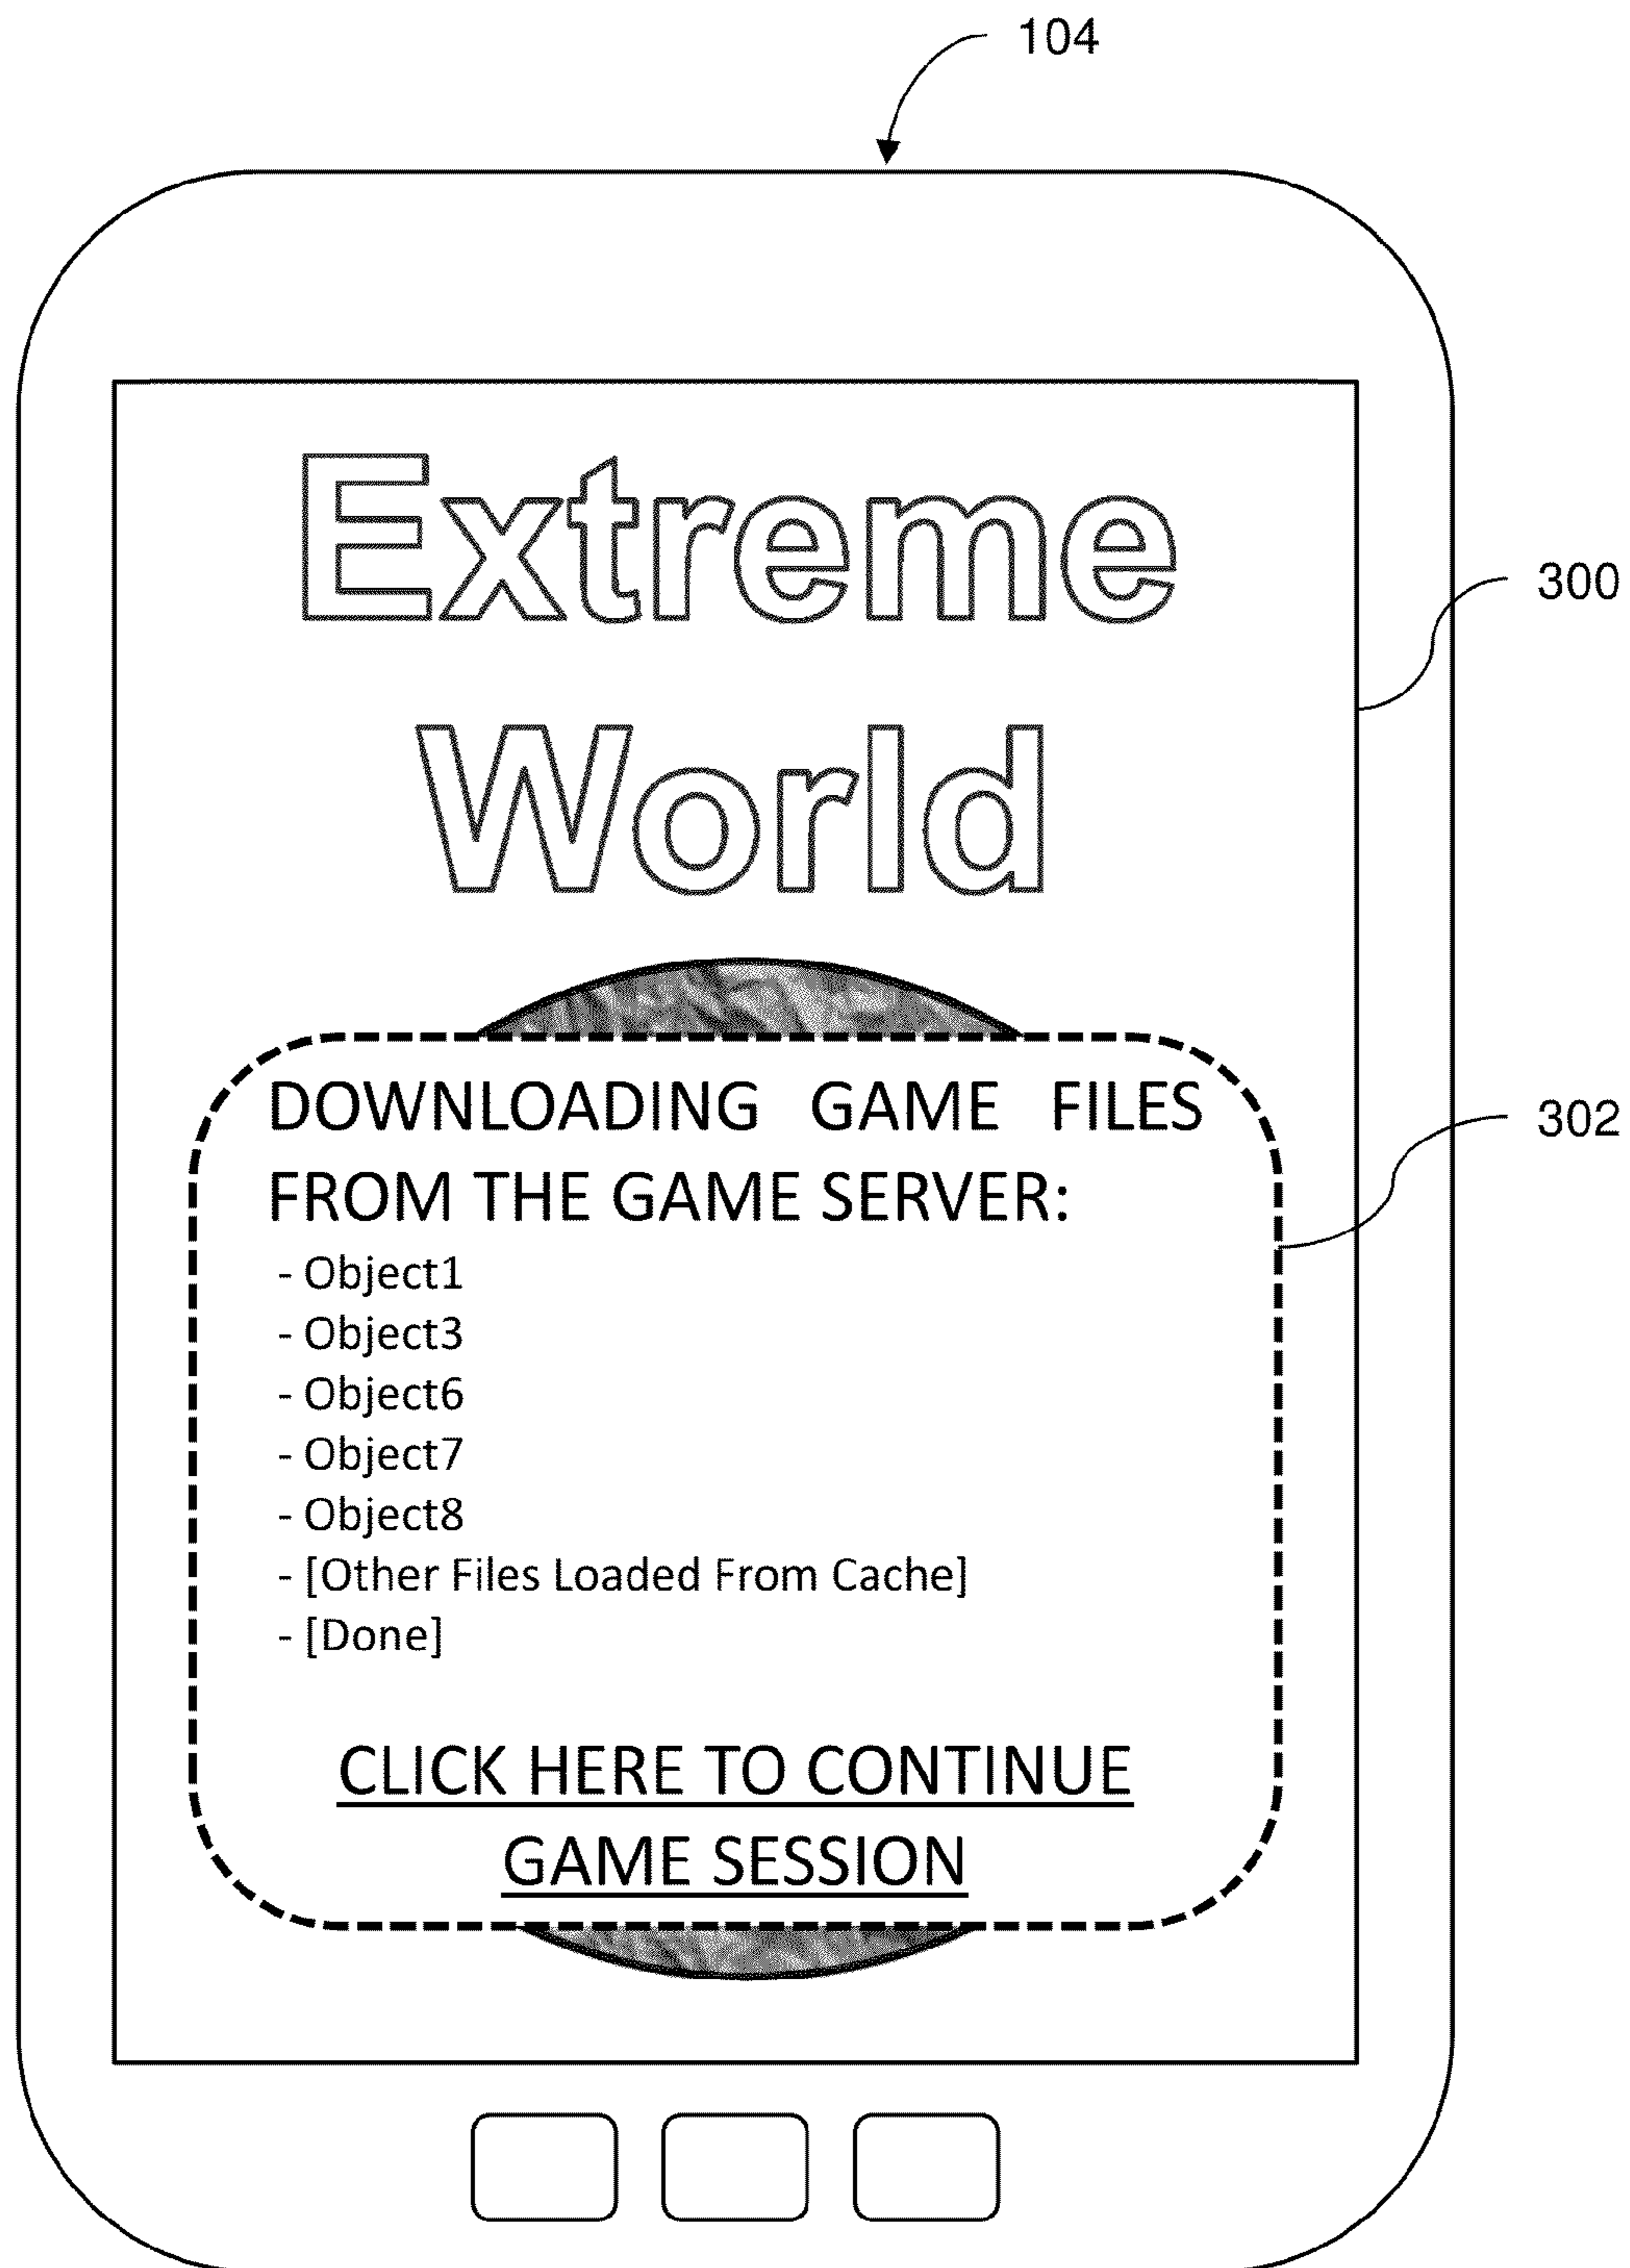 104
Extreme
300
World
DOWNLOADING GAME FILES
302
FROM THE GAME SERVER:
- Object1
- Object3
- Object6
- Object7
- Object8
- [Other Files Loaded From Cache]
- [Done]
CLICK HERE TO CONTINUE
GAME SESSION